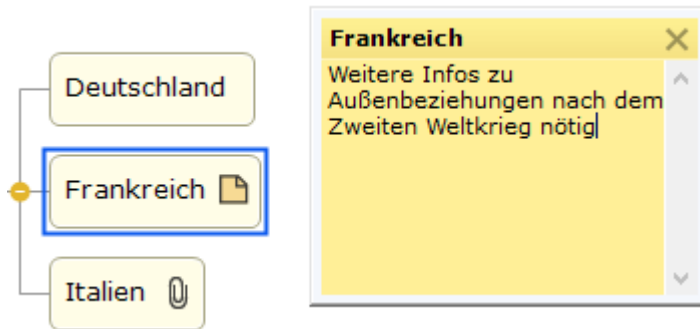 Deutschland
Frankreich
Italien
Frankreich
Weitere Infos zu
Außenbeziehungen nach dem
Zweiten Weltkrieg nötig